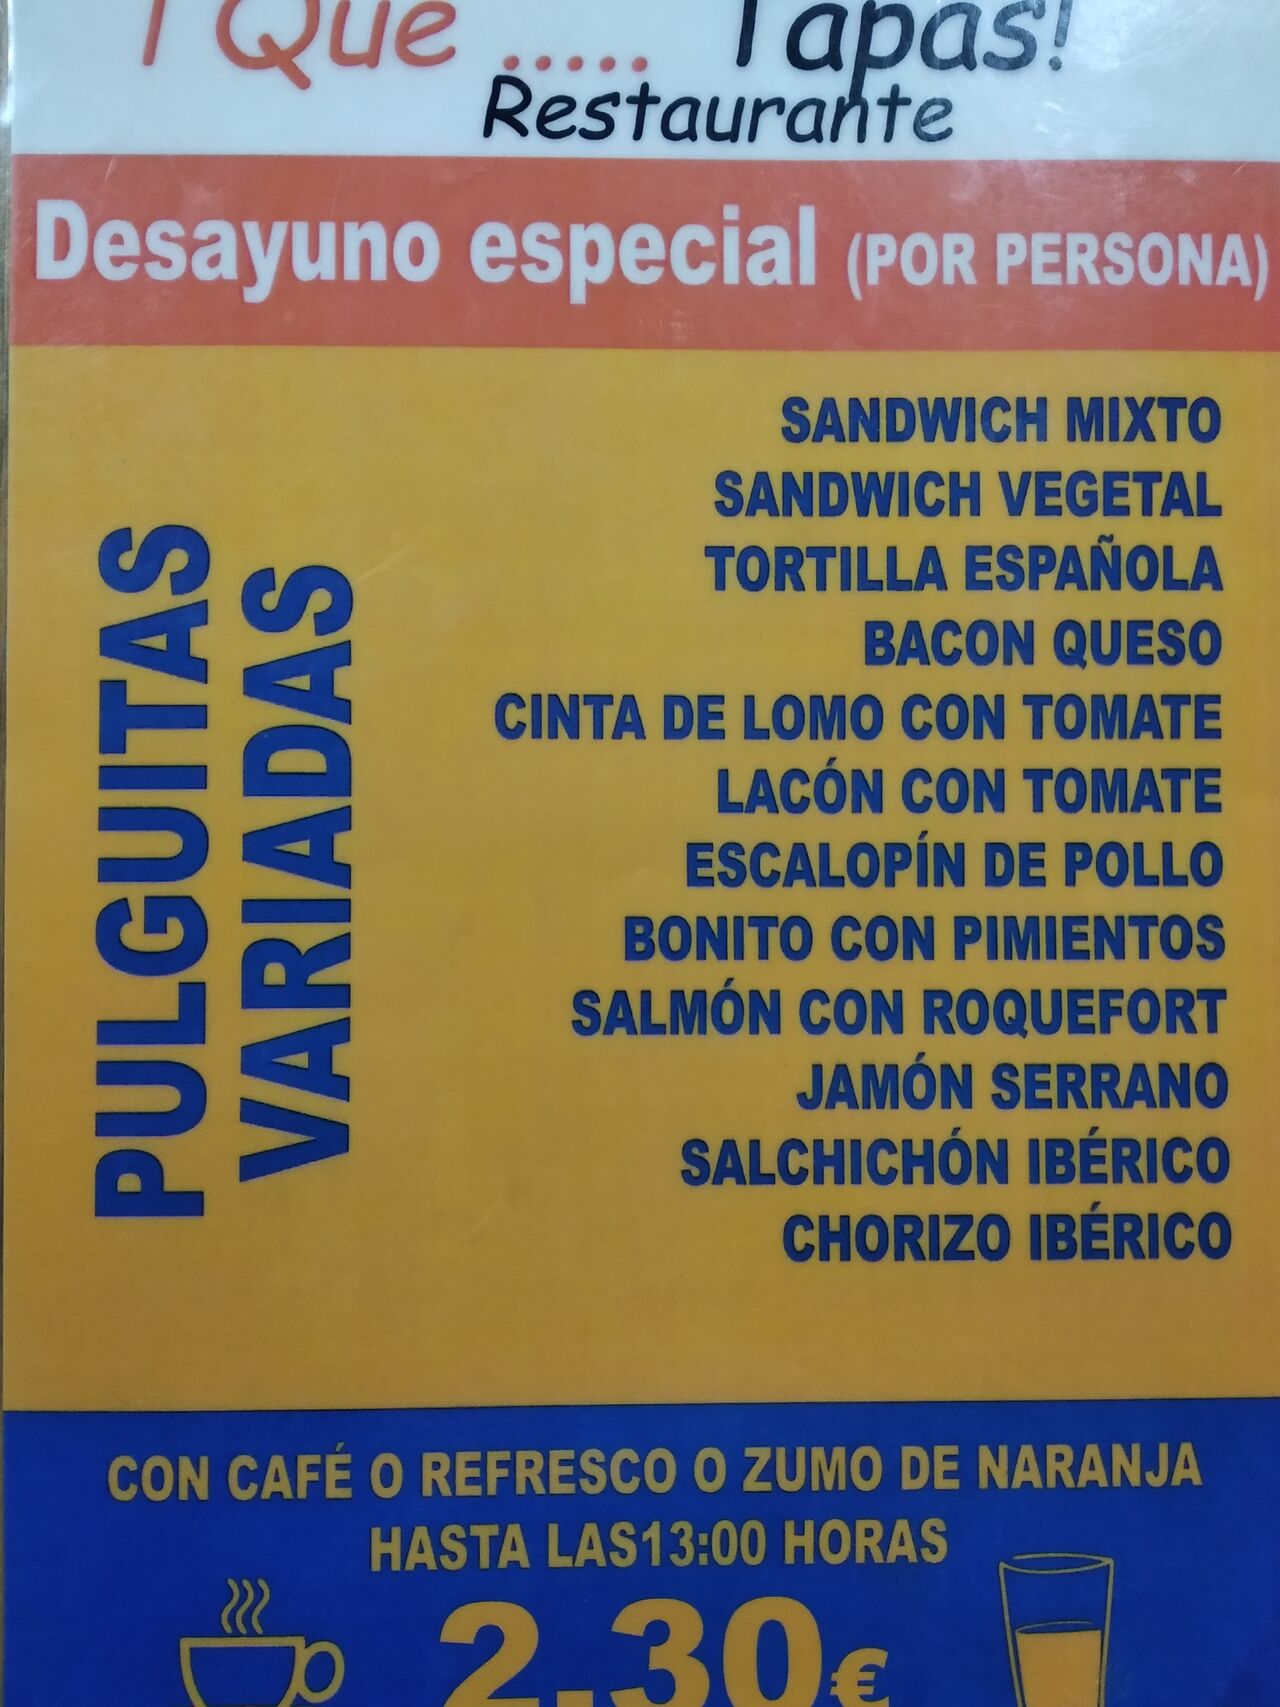 Que ..... Tapas!
Restaurante
Desayuno especial (POR PERSONA)
PULGUITAS
VARIADAS
SANDWICH MIXTO
SANDWICH VEGETAL
TORTILLA ESPAÑOLA
BACON QUESO
CINTA DE LOMO CON TOMATE
LACÓN CON TOMATE
ESCALOPÍN DE POLLO
BONITO CON PIMIENTOS
SALMÓN CON ROQUEFORT
JAMÓN SERRANO
SALCHICHÓN IBÉRICO
CHORIZO IBÉRICO
CON CAFÉ O REFRESCO O ZUMO DE NARANJA
HASTA LAS13:00 HORAS
2.30€